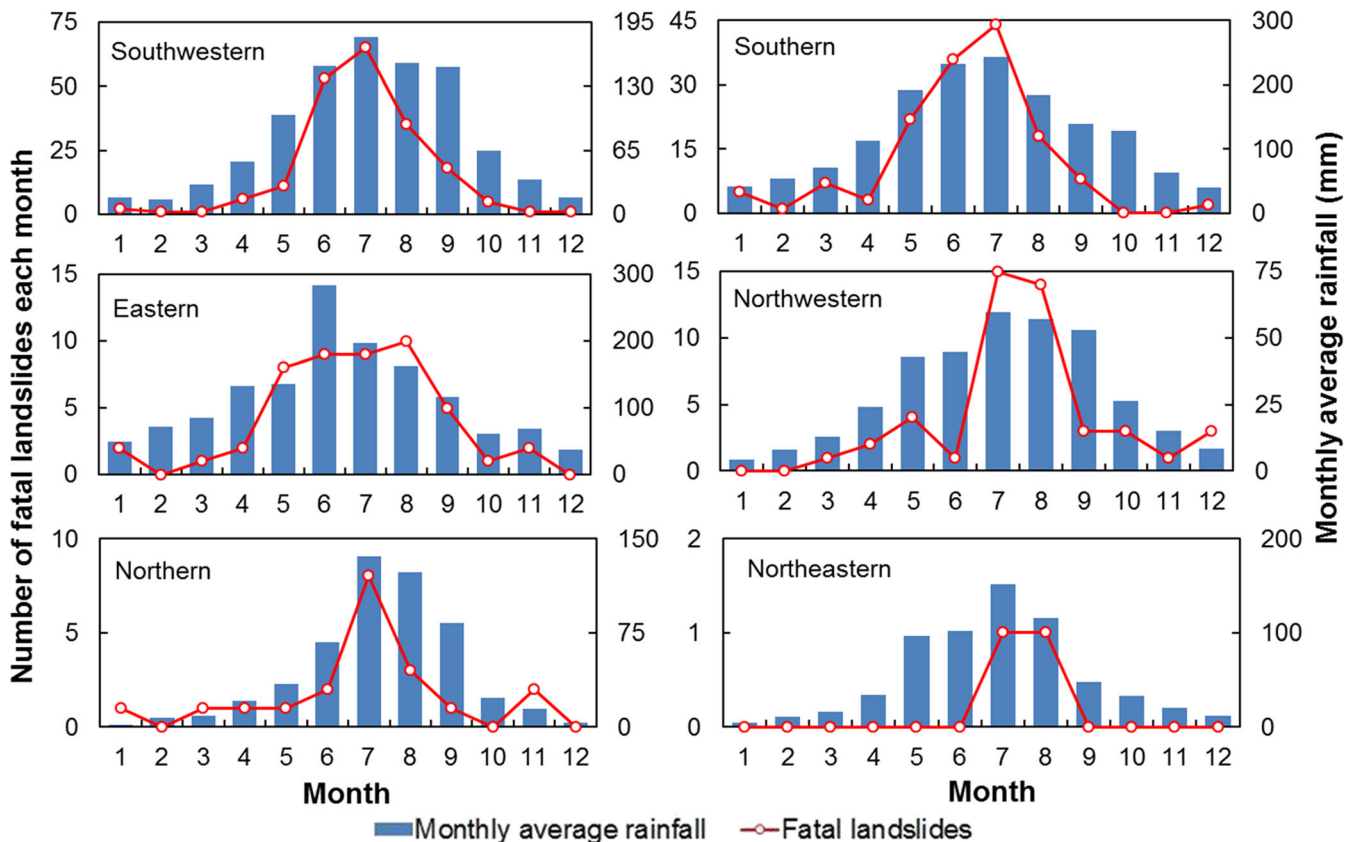 Number of fatal landslides each month
Monthly average rainfall (mm)
Southwestern
75
50
25
0
195
130
65
0
1 2 3 4 5 6 7 8 9 10 11 12
Southern
45
30
15
0
300
200
100
0
1 2 3 4 5 6 7 8 9 10 11 12
Eastern
15
10
5
0
300
200
100
0
1 2 3 4 5 6 7 8 9 10 11 12
Northwestern
15
10
5
0
75
50
25
0
1 2 3 4 5 6 7 8 9 10 11 12
Northern
10
5
0
150
75
0
1 2 3 4 5 6 7 8 9 10 11 12
Month
Northeastern
2
1
0
200
100
0
1 2 3 4 5 6 7 8 9 10 11 12
Month
Monthly average rainfall
Fatal landslides